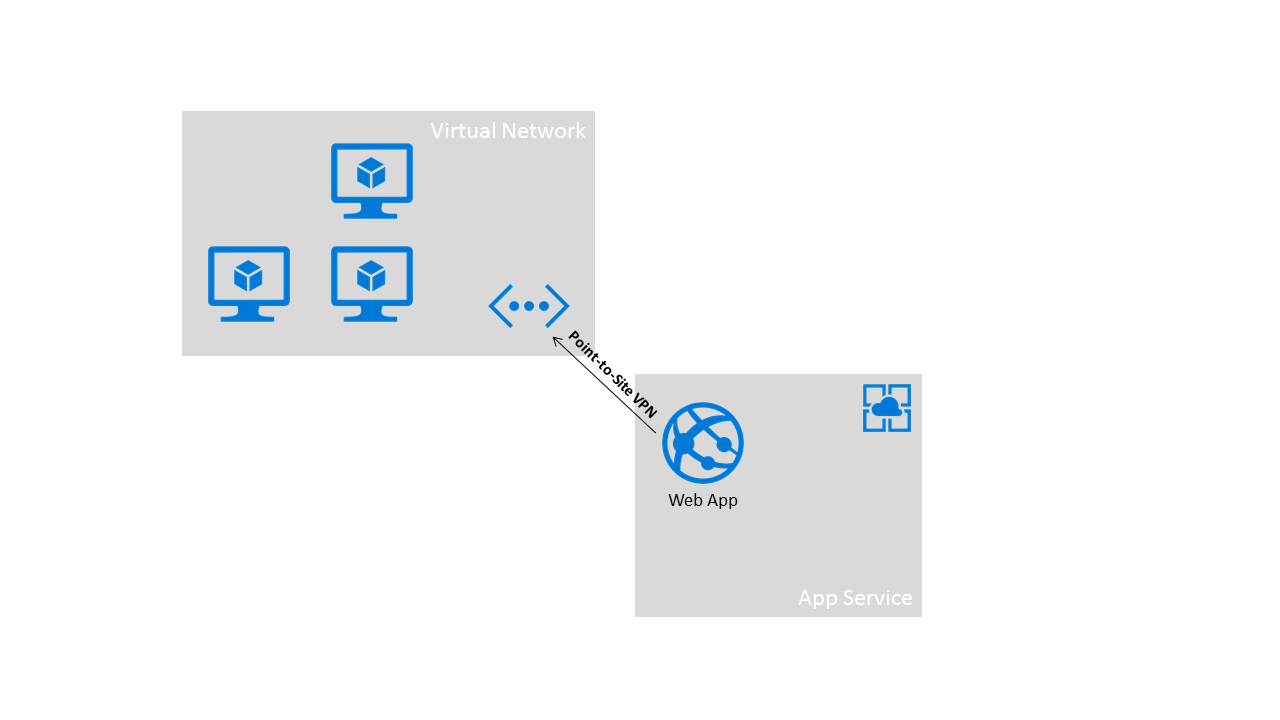 Virtual Network
Point-to-Site VPN
Web App
App Service